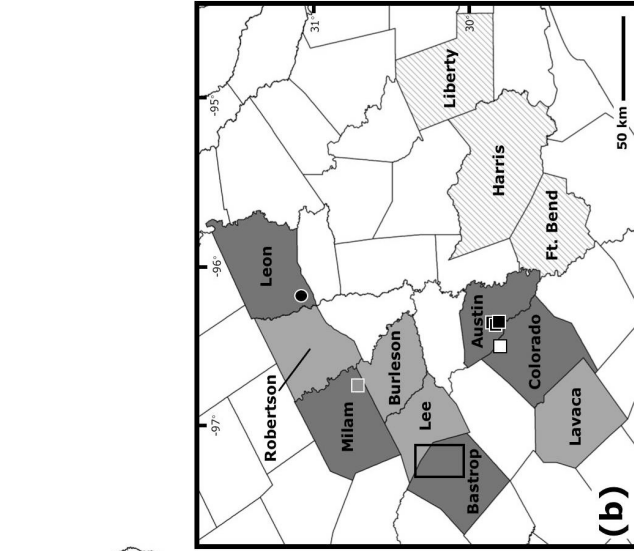 -97°
-96°
-95°
Robertson
Leon
31°
Milam
Burleson
Lee
Liberty
30°
Bastrop
Austin
Harris
Colorado
Ft. Bend
Lavaca
(b)
50 km